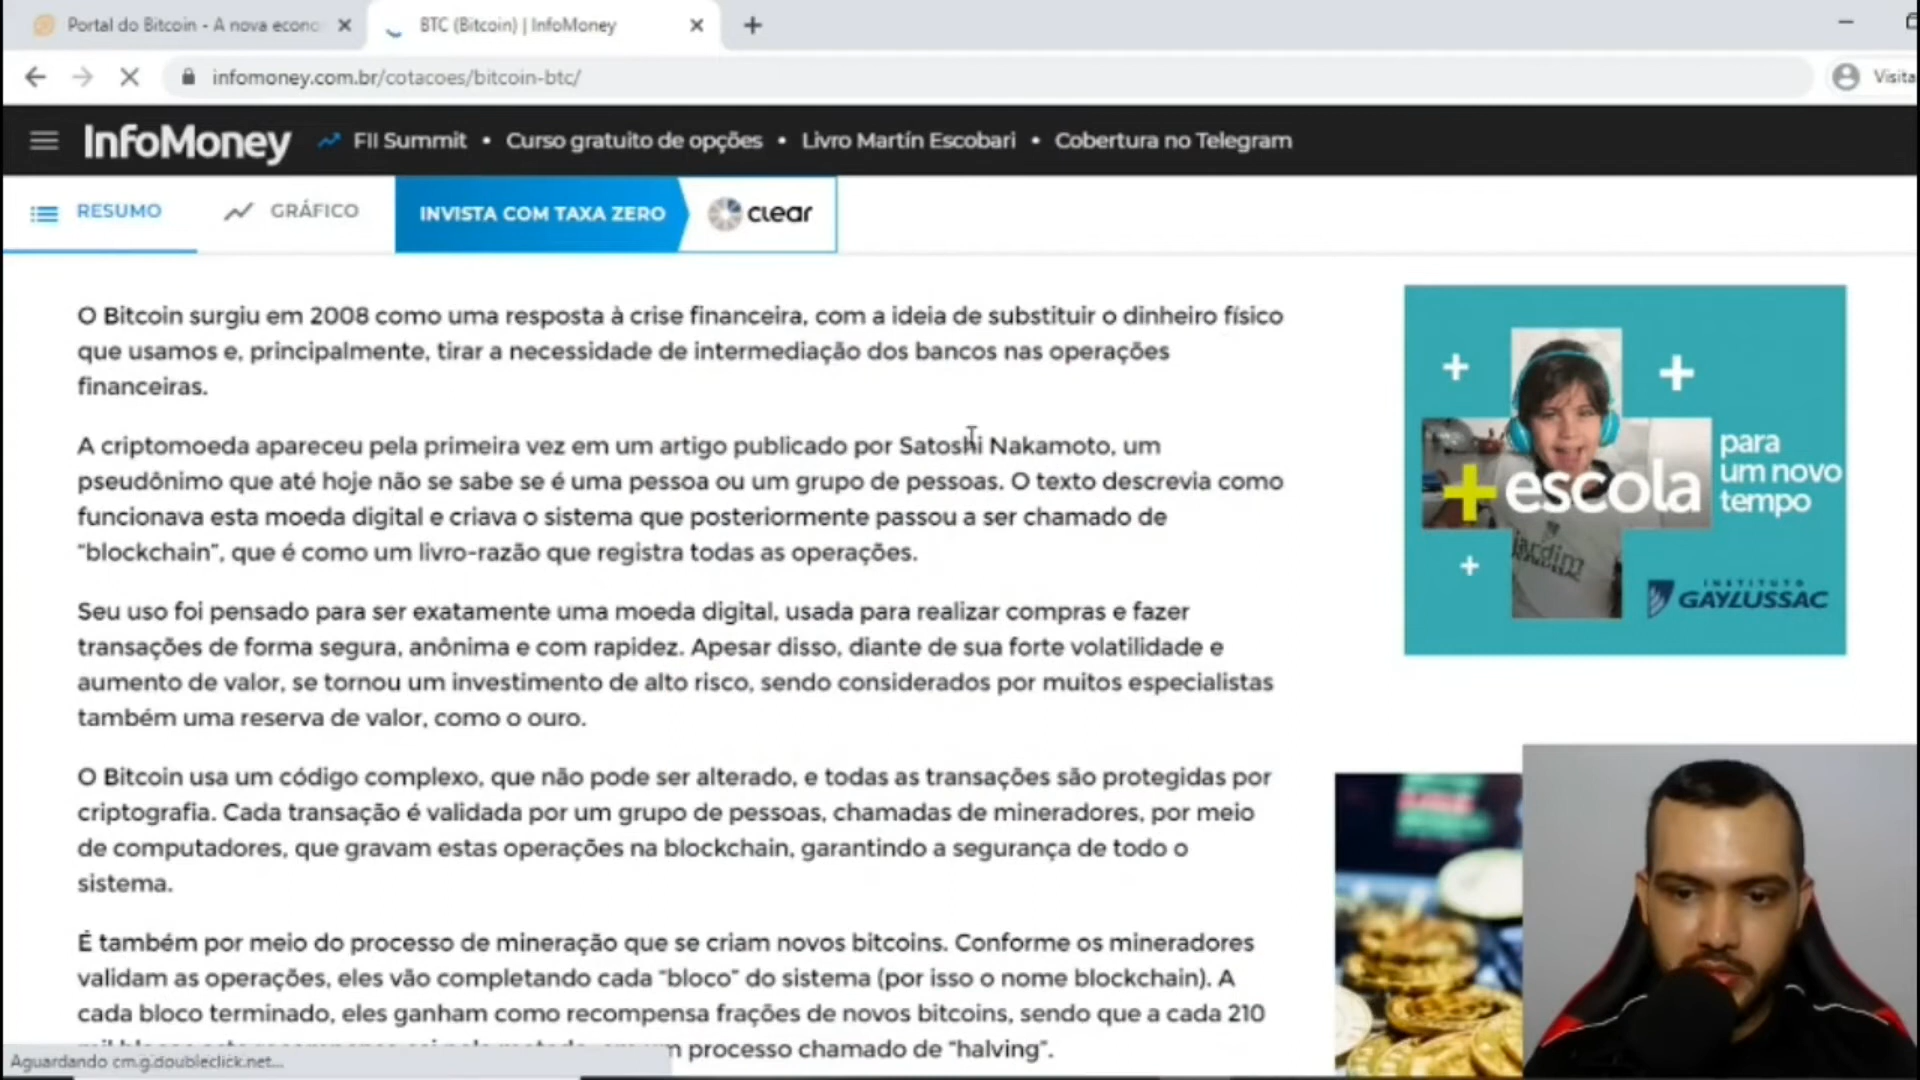 Portal do Bitcoin - A nova econo
BTC (Bitcoin) | InfoMoney
infomoney.com.br/cotacoes/bitcoin-btc/
Visita
InfoMoney
FII Summit • Curso gratuito de opções • Livro Martín Escobari • Cobertura no Telegram
RESUMO
GRÁFICO
INVISTA COM TAXA ZERO
clear
O Bitcoin surgiu em 2008 como uma resposta à crise financeira, com a ideia de substituir o dinheiro físico
que usamos e, principalmente, tirar a necessidade de intermediação dos bancos nas operações
financeiras.
A criptomoeda apareceu pela primeira vez em um artigo publicado por Satoshi Nakamoto, um
pseudônimo que até hoje não se sabe se é uma pessoa ou um grupo de pessoas. O texto descrevia como
funcionava esta moeda digital e criava o sistema que posteriormente passou a ser chamado de
“blockchain”, que é como um livro-razão que registra todas as operações.
Seu uso foi pensado para ser exatamente uma moeda digital, usada para realizar compras e fazer
transações de forma segura, anônima e com rapidez. Apesar disso, diante de sua forte volatilidade e
aumento de valor, se tornou um investimento de alto risco, sendo considerados por muitos especialistas
também uma reserva de valor, como o ouro.
O Bitcoin usa um código complexo, que não pode ser alterado, e todas as transações são protegidas por
criptografia. Cada transação é validada por um grupo de pessoas, chamadas de mineradores, por meio
de computadores, que gravam estas operações na blockchain, garantindo a segurança de todo o
sistema.
É também por meio do processo de mineração que se criam novos bitcoins. Conforme os mineradores
validam as operações, eles vão completando cada “bloco” do sistema (por isso o nome blockchain). A
cada bloco terminado, eles ganham como recompensa frações de novos bitcoins, sendo que a cada 210
processo chamado de “halving”.
Aguardando cm.g.doubleclick.net...
+escola
para
um novo
tempo
jardim
INSTITUTO
GAYLUSSAC